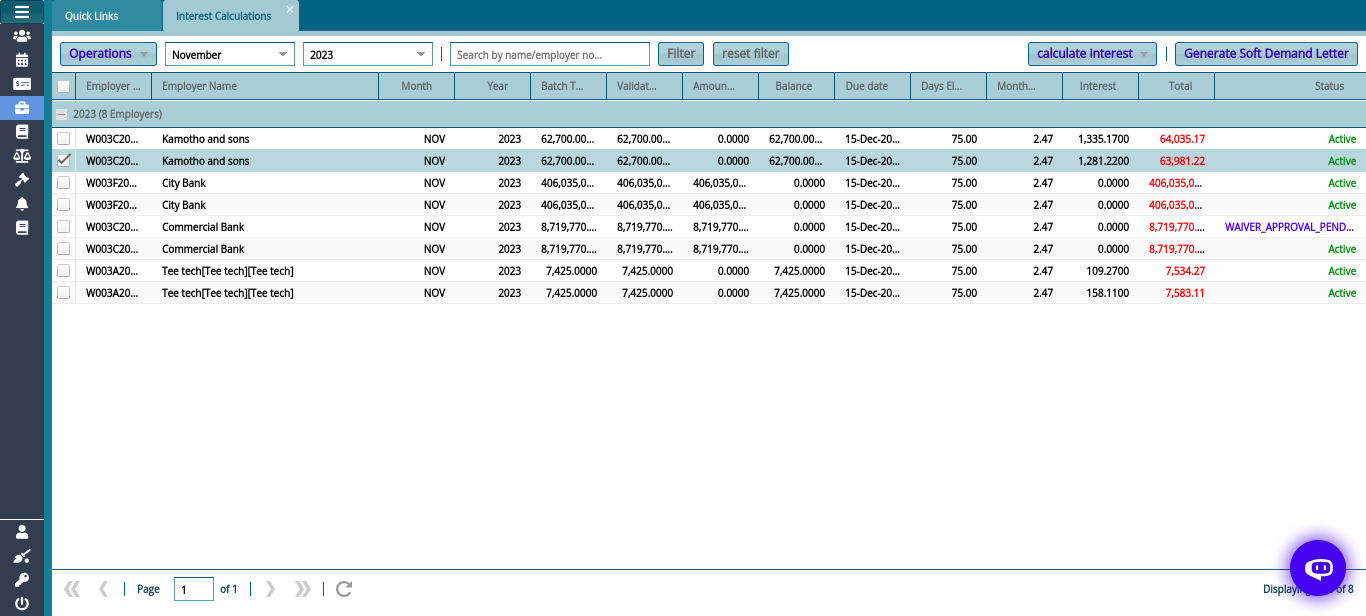 Quick Links Interest Calculations
Operations November 2023 Search by name/employer no... Filter reset filter calculate interest Generate Soft Demand Letter
Employer ... Employer Name Month Year Batch T... Validat... Amoun... Balance Due date Days El... Month... Interest Total Status
2023 (8 Employers)
W003C20... Kamotho and sons NOV 2023 62,700.00... 62,700.00... 0.0000 62,700.00... 15-Dec-20... 75.00 2.47 1,335.1700 64,035.17 Active
W003C20... Kamotho and sons NOV 2023 62,700.00... 62,700.00... 0.0000 62,700.00... 15-Dec-20... 75.00 2.47 1,281.2200 63,981.22 Active
W003F20... City Bank NOV 2023 406,035,0... 406,035,0... 406,035,0... 0.0000 15-Dec-20... 75.00 2.47 0.0000 406,035,0... Active
W003F20... City Bank NOV 2023 406,035,0... 406,035,0... 406,035,0... 0.0000 15-Dec-20... 75.00 2.47 0.0000 406,035,0... Active
W003C20... Commercial Bank NOV 2023 8,719,770.... 8,719,770.... 8,719,770.... 0.0000 15-Dec-20... 75.00 2.47 0.0000 8,719,770.... WAIVER_APPROVAL_PEND...
W003C20... Commercial Bank NOV 2023 8,719,770.... 8,719,770.... 8,719,770.... 0.0000 15-Dec-20... 75.00 2.47 0.0000 8,719,770.... Active
W003A20... Tee tech[Tee tech][Tee tech] NOV 2023 7,425.0000 7,425.0000 0.0000 7,425.0000 15-Dec-20... 75.00 2.47 109.2700 7,534.27 Active
W003A20... Tee tech[Tee tech][Tee tech] NOV 2023 7,425.0000 7,425.0000 0.0000 7,425.0000 15-Dec-20... 75.00 2.47 158.1100 7,583.11 Active
Page 1 of 1 of 8